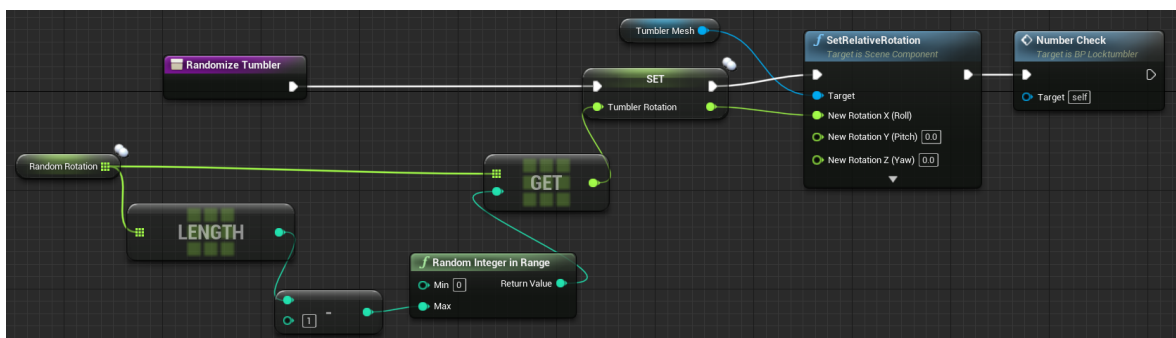 Randomize Tumbler
Tumbler Mesh
SET
Tumbler Rotation
f SetRelativeRotation
Target is Scene Component
Target
New Rotation X (Roll)
New Rotation Y (Pitch) 0.0
New Rotation Z (Yaw) 0.0
Number Check
Target is BP Locktumbler
Target self
Random Rotation
LENGTH
GET
1 -
f Random Integer in Range
Min 0 Return Value
Max